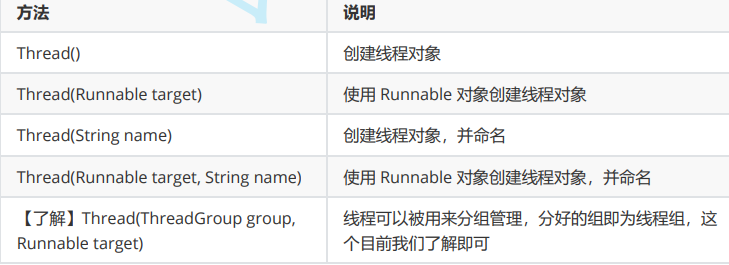 方法 说明
Thread() 创建线程对象
Thread(Runnable target) 使用 Runnable 对象创建线程对象
Thread(String name) 创建线程对象，并命名
Thread(Runnable target, String name) 使用 Runnable 对象创建线程对象，并命名
【了解】Thread(ThreadGroup group, 线程可以被用来分组管理，分好的组即为线程组，这
Runnable target) 个目前我们了解即可